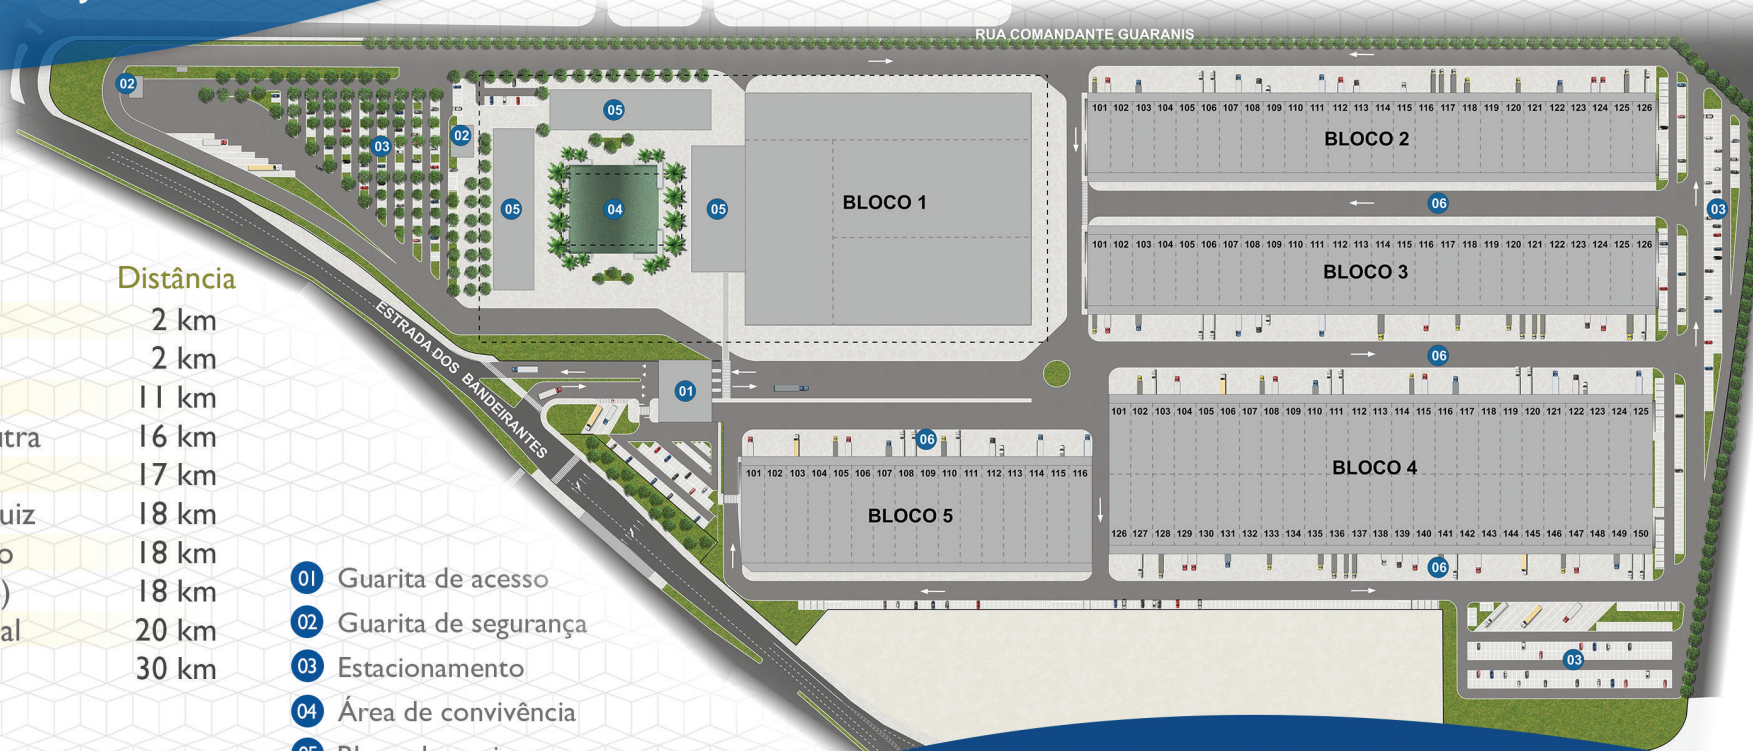 RUA COMANDANTE GUARANIS
02
03
02
05
05
04
05
BLOCO 1
101 102 103 104 105 106 107 108 109 110 111 112 113 114 115 116 117 118 119 120 121 122 123 124 125 126
BLOCO 2
06
03
101 102 103 104 105 106 107 108 109 110 111 112 113 114 115 116 117 118 119 120 121 122 123 124 125 126
BLOCO 3
06
ESTRADA DOS BANDEIRANTES
01
101 102 103 104 105 106 107 108 109 110 111 112 113 114 115 116 117 118 119 120 121 122 123 124 125
BLOCO 4
126 127 128 129 130 131 132 133 134 135 136 137 138 139 140 141 142 143 144 145 146 147 148 149 150
06
06
101 102 103 104 105 106 107 108 109 110 111 112 113 114 115 116
BLOCO 5
03
Distância
2 km
2 km
11 km
16 km
17 km
uiz 18 km
o 18 km
) 18 km
al 20 km
30 km
01 Guarita de acesso
02 Guarita de segurança
03 Estacionamento
04 Área de convivência